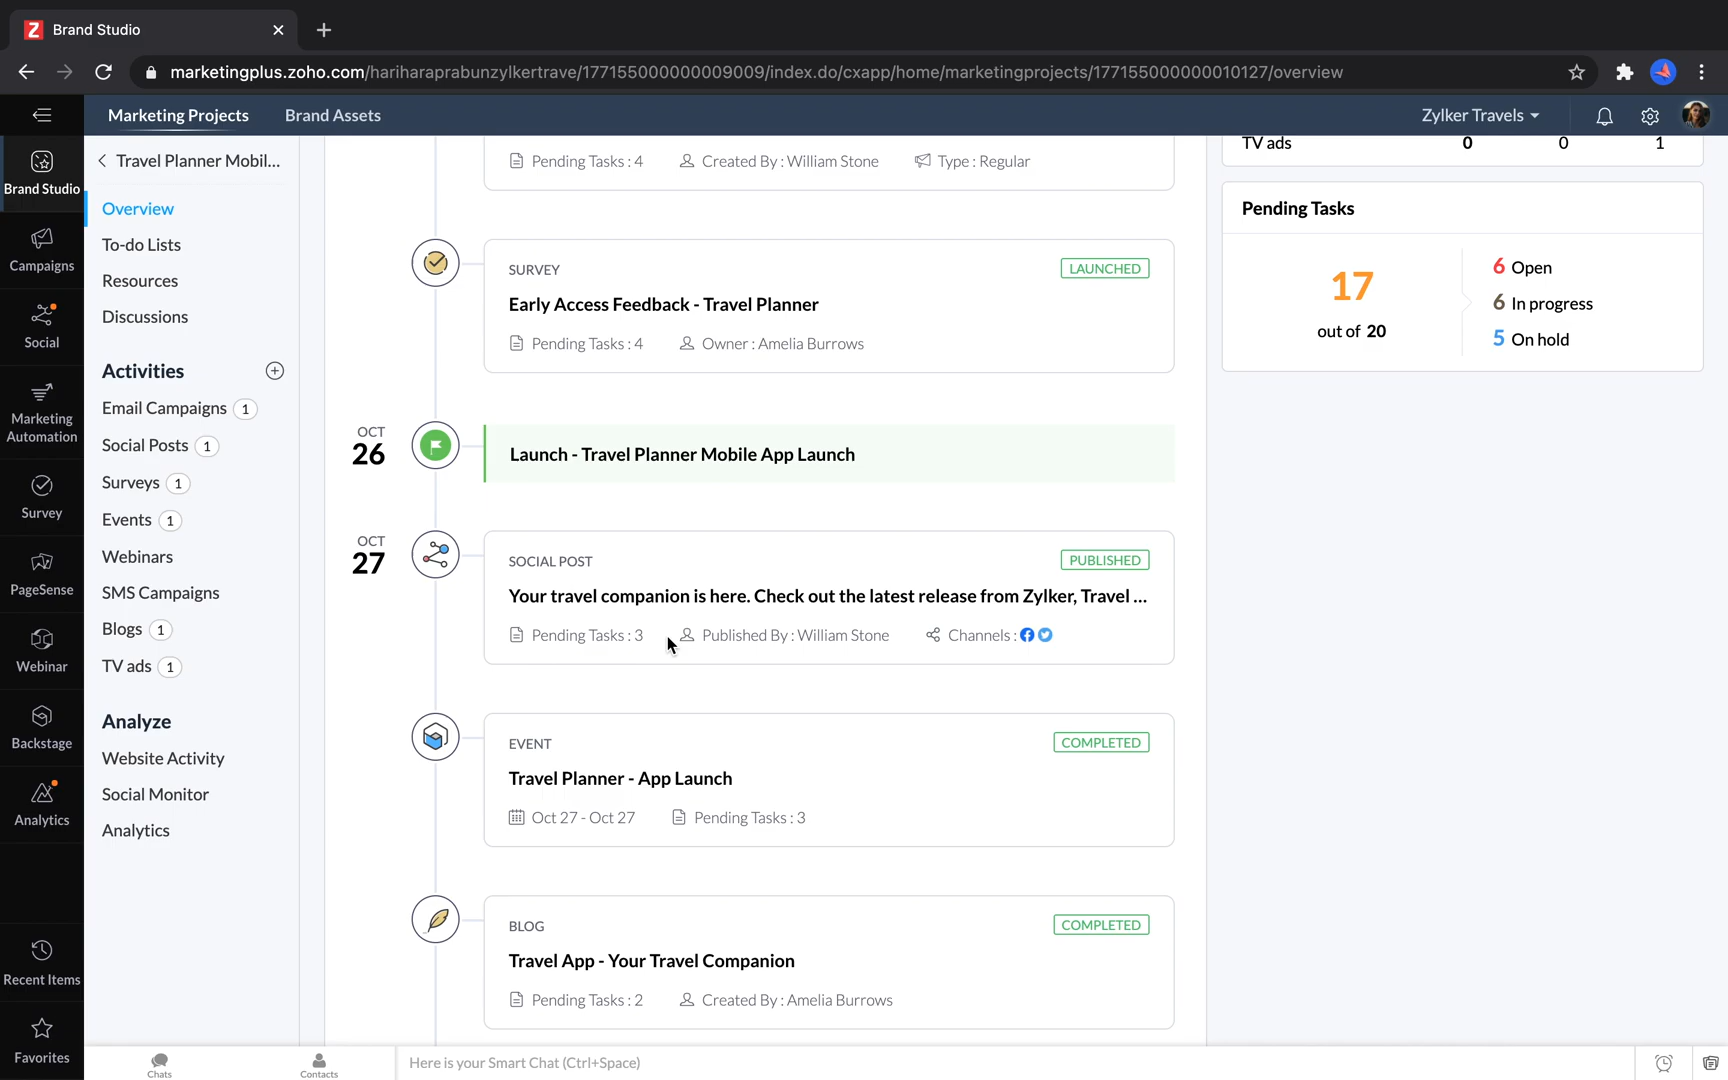 Brand Studio
marketingplus.zoho.com/hariharaprabunzylkertrave/177155000000009009/index.do/cxapp/home/marketingprojects/177155000000010127/overview
Marketing Projects
Brand Assets
Zylker Travels
Brand Studio
Campaigns
Social
Marketing
Automation
Survey
PageSense
Webinar
Backstage
Analytics
Recent Items
Favorites
Travel Planner Mobil...
Overview
To-do Lists
Resources
Discussions
Activities
Email Campaigns 1
Social Posts 1
Surveys 1
Events 1
Webinars
SMS Campaigns
Blogs 1
TV ads 1
Analyze
Website Activity
Social Monitor
Analytics
Pending Tasks : 4 Created By : William Stone Type : Regular
SURVEY LAUNCHED
Early Access Feedback - Travel Planner
Pending Tasks : 4 Owner : Amelia Burrows
OCT
26
Launch - Travel Planner Mobile App Launch
OCT
27
SOCIAL POST PUBLISHED
Your travel companion is here. Check out the latest release from Zylker, Travel ...
Pending Tasks : 3 Published By : William Stone Channels :
EVENT COMPLETED
Travel Planner - App Launch
Oct 27 - Oct 27 Pending Tasks : 3
BLOG COMPLETED
Travel App - Your Travel Companion
Pending Tasks : 2 Created By : Amelia Burrows
TV ads 0 0 1
Pending Tasks
17
out of 20
6 Open
6 In progress
5 On hold
Chats
Contacts
Here is your Smart Chat (Ctrl+Space)